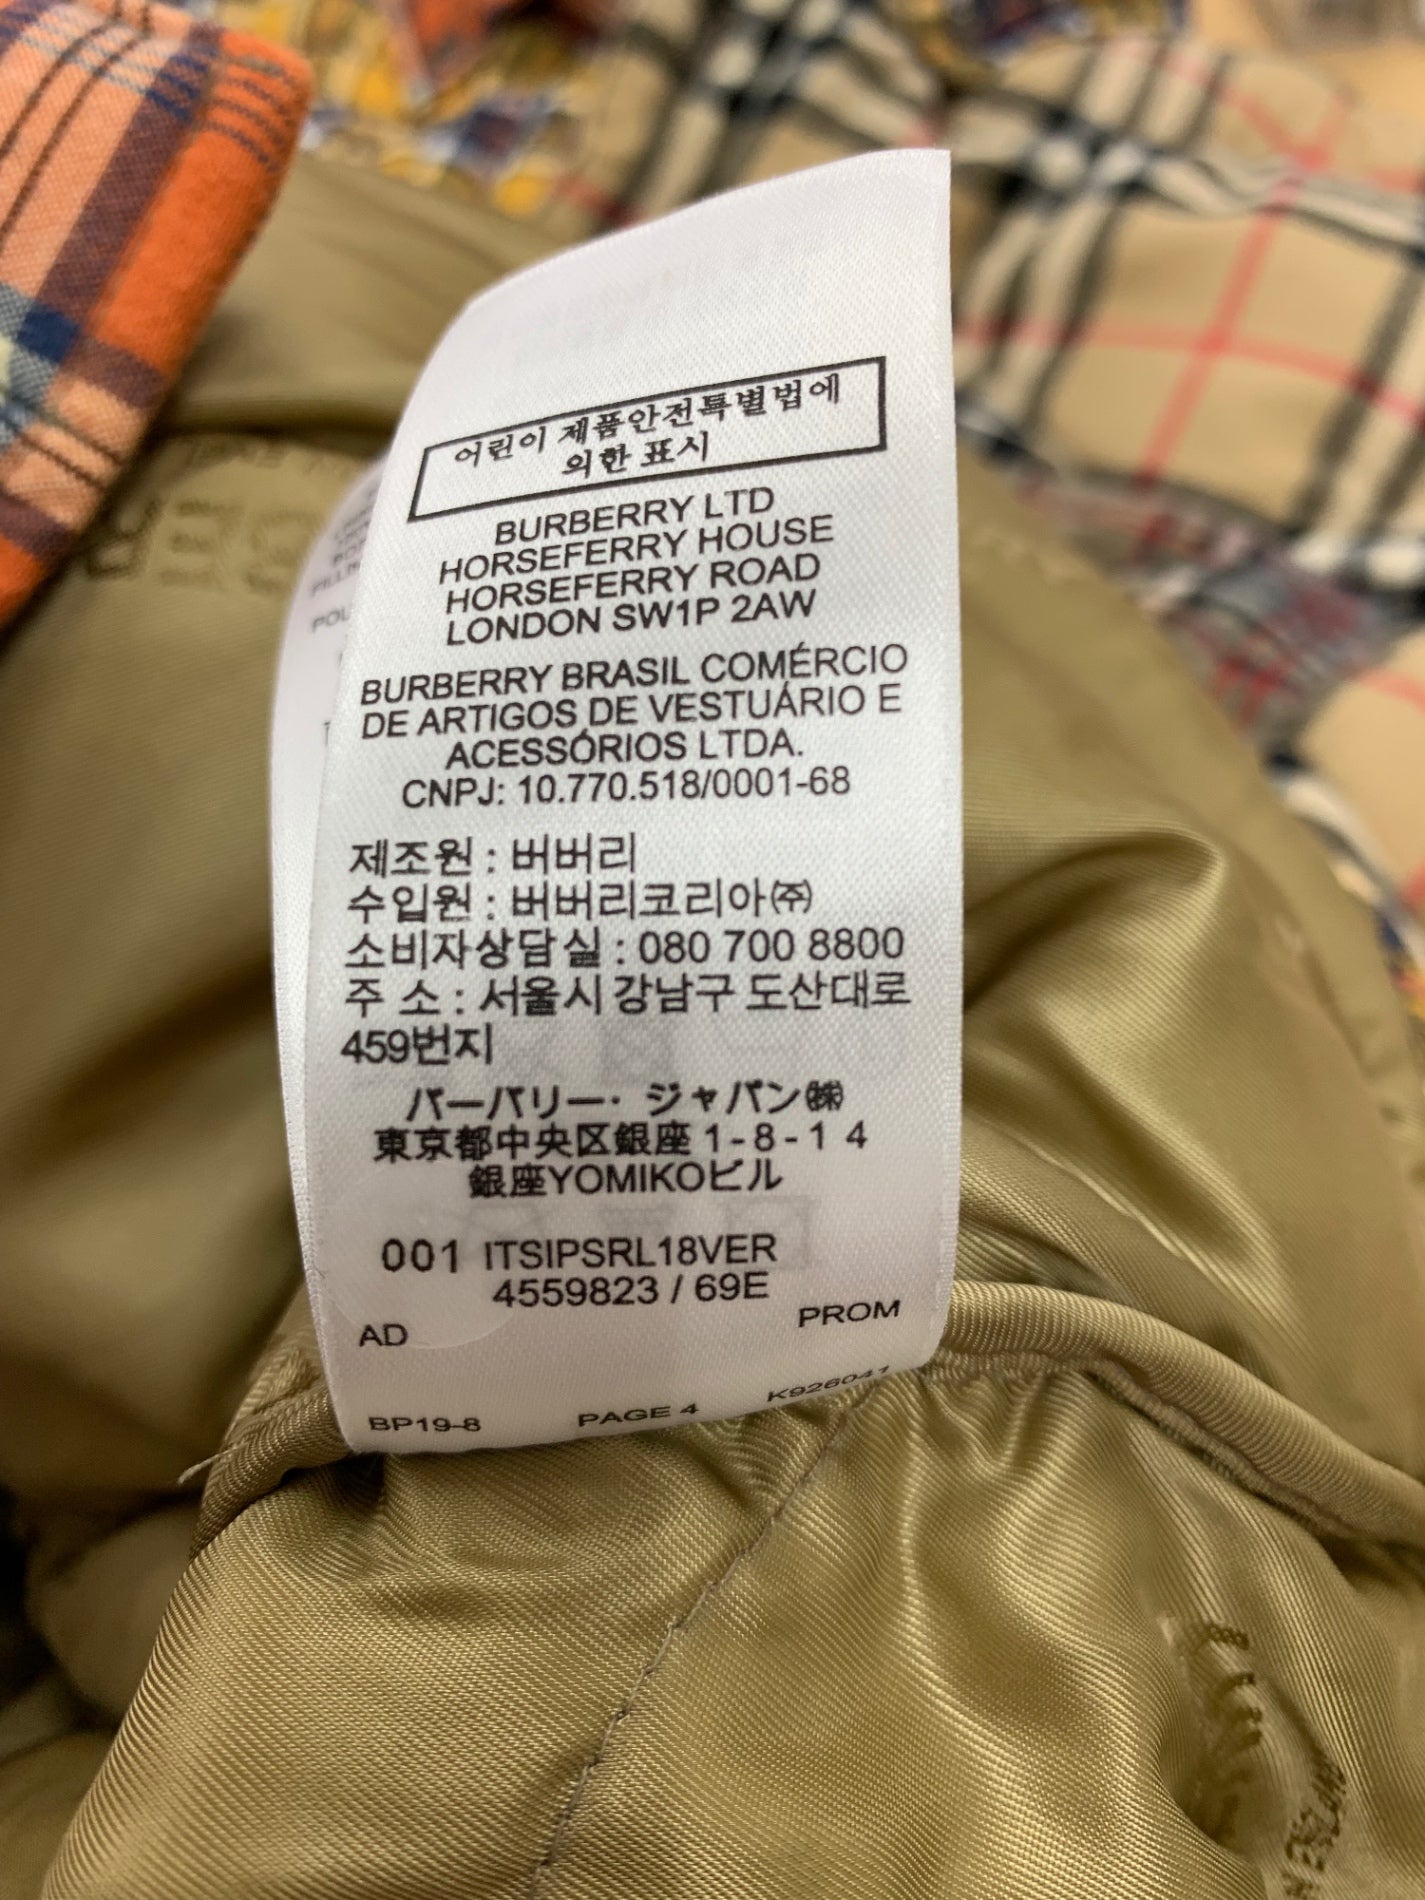 어린이 제품안전특별법에
의한 표시
BURBERRY LTD
HORSEFERRY HOUSE
HORSEFERRY ROAD
LONDON SW1P 2AW
BURBERRY BRASIL COMÉRCIO
DE ARTIGOS DE VESTUÁRIO E
ACESSÓRIOS LTDA.
CNPJ: 10.770.518/0001-68
제조원 : 버버리
수입원 : 버버리코리아㈜
소비자상담실 : 080 700 8800
주 소 : 서울시 강남구 도산대로
459번지
バーバリー・ジャパン㈱
東京都中央区銀座 1-8-14
銀座YOMIKOビル
001 ITSIPSRL18VER
4559823 / 69E
AD PROM
BP19-8 PAGE 4 K926041